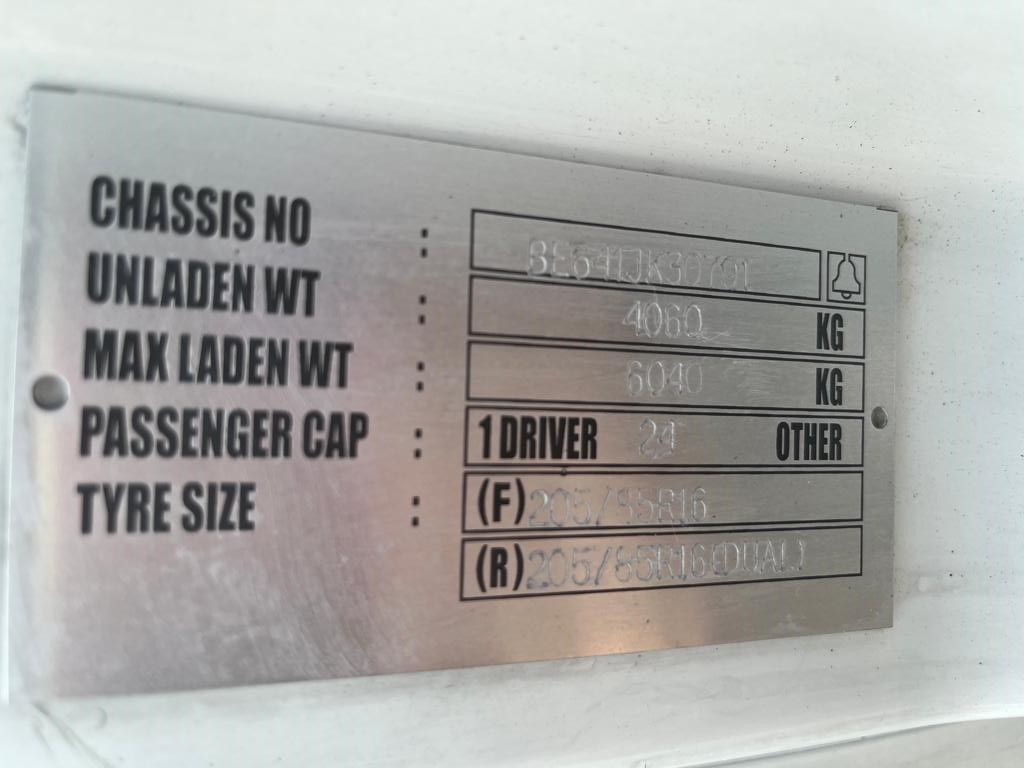 CHASSIS NO : BE64DJK30791
UNLADEN WT : 4060 KG
MAX LADEN WT : 6040 KG
PASSENGER CAP : 1 DRIVER 24 OTHER
TYRE SIZE : (F) 205/85R16
(R) 205/85R16(DUAL)